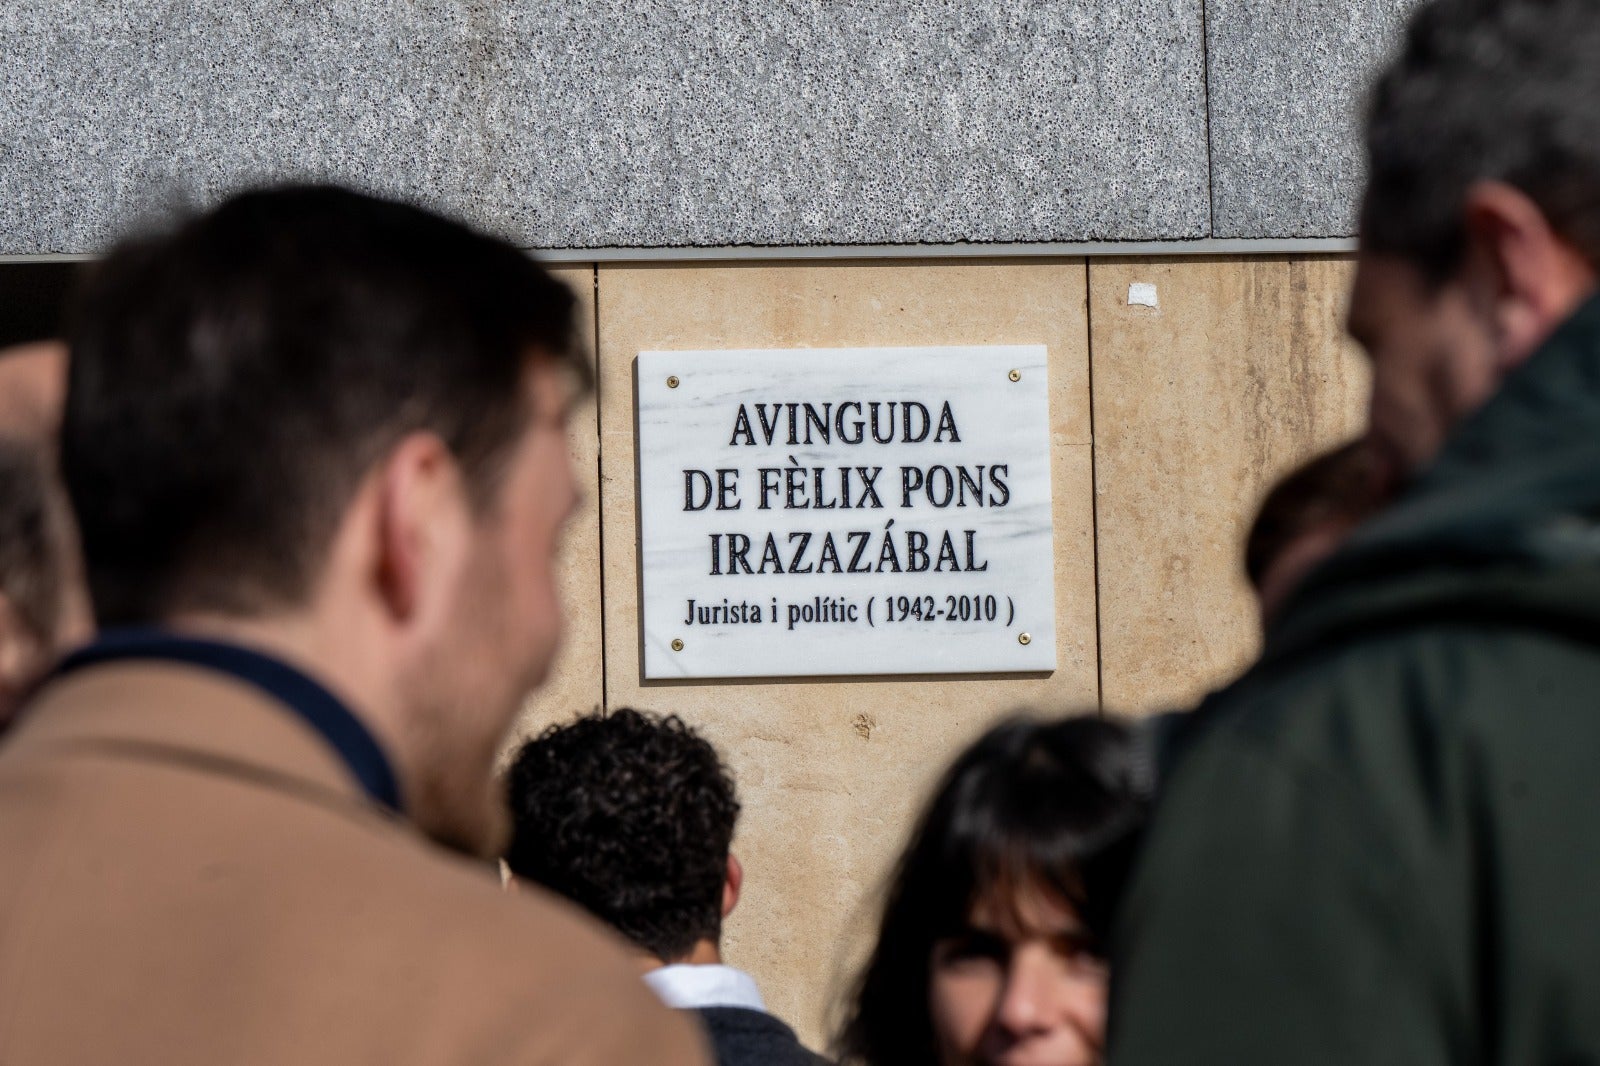 AVINGUDA
DE FÈLIX PONS
IRAZAZÁBAL
Jurista i polític ( 1942-2010 )